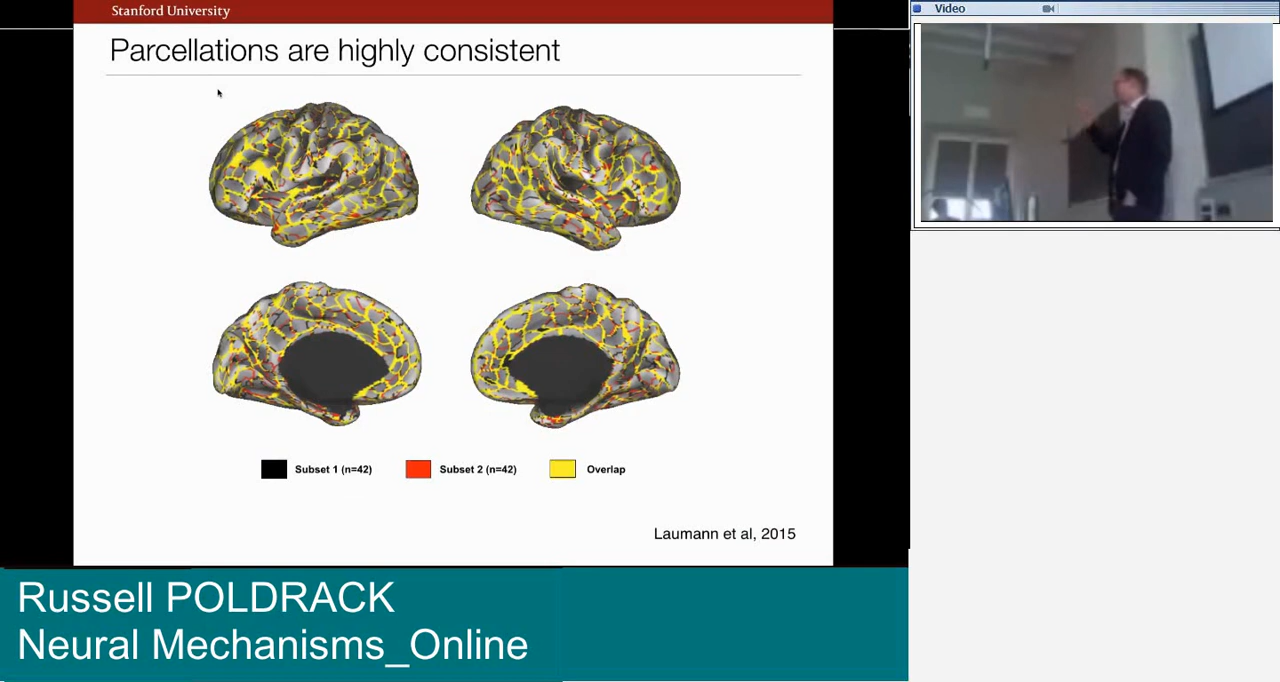 Stanford University
Video
Parcellations are highly consistent
Subset 1 (n=42)
Subset 2 (n=42)
Overlap
Laumann et al, 2015
Russell POLDRACK
Neural Mechanisms_Online